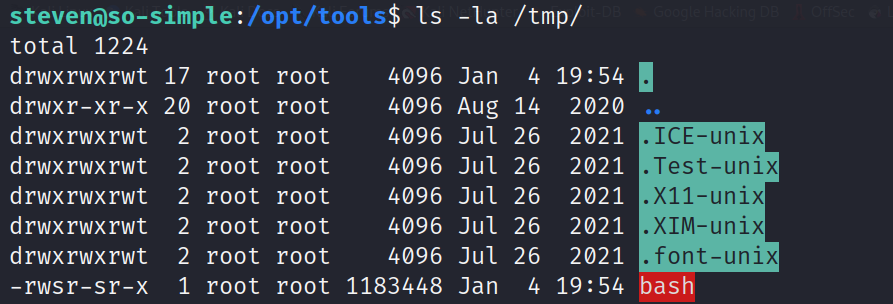 steven@so-simple:/opt/tools$ ls -la /tmp/
total 1224
drwxrwxrwt 17 root root    4096 Jan  4 19:54 .
drwxr-xr-x 20 root root    4096 Aug 14  2020 ..
drwxrwxrwt  2 root root    4096 Jul 26  2021 .ICE-unix
drwxrwxrwt  2 root root    4096 Jul 26  2021 .Test-unix
drwxrwxrwt  2 root root    4096 Jul 26  2021 .X11-unix
drwxrwxrwt  2 root root    4096 Jul 26  2021 .XIM-unix
drwxrwxrwt  2 root root    4096 Jul 26  2021 .font-unix
-rwsr-sr-x  1 root root 1183448 Jan  4 19:54 bash
Google Hacking DB
OffSec